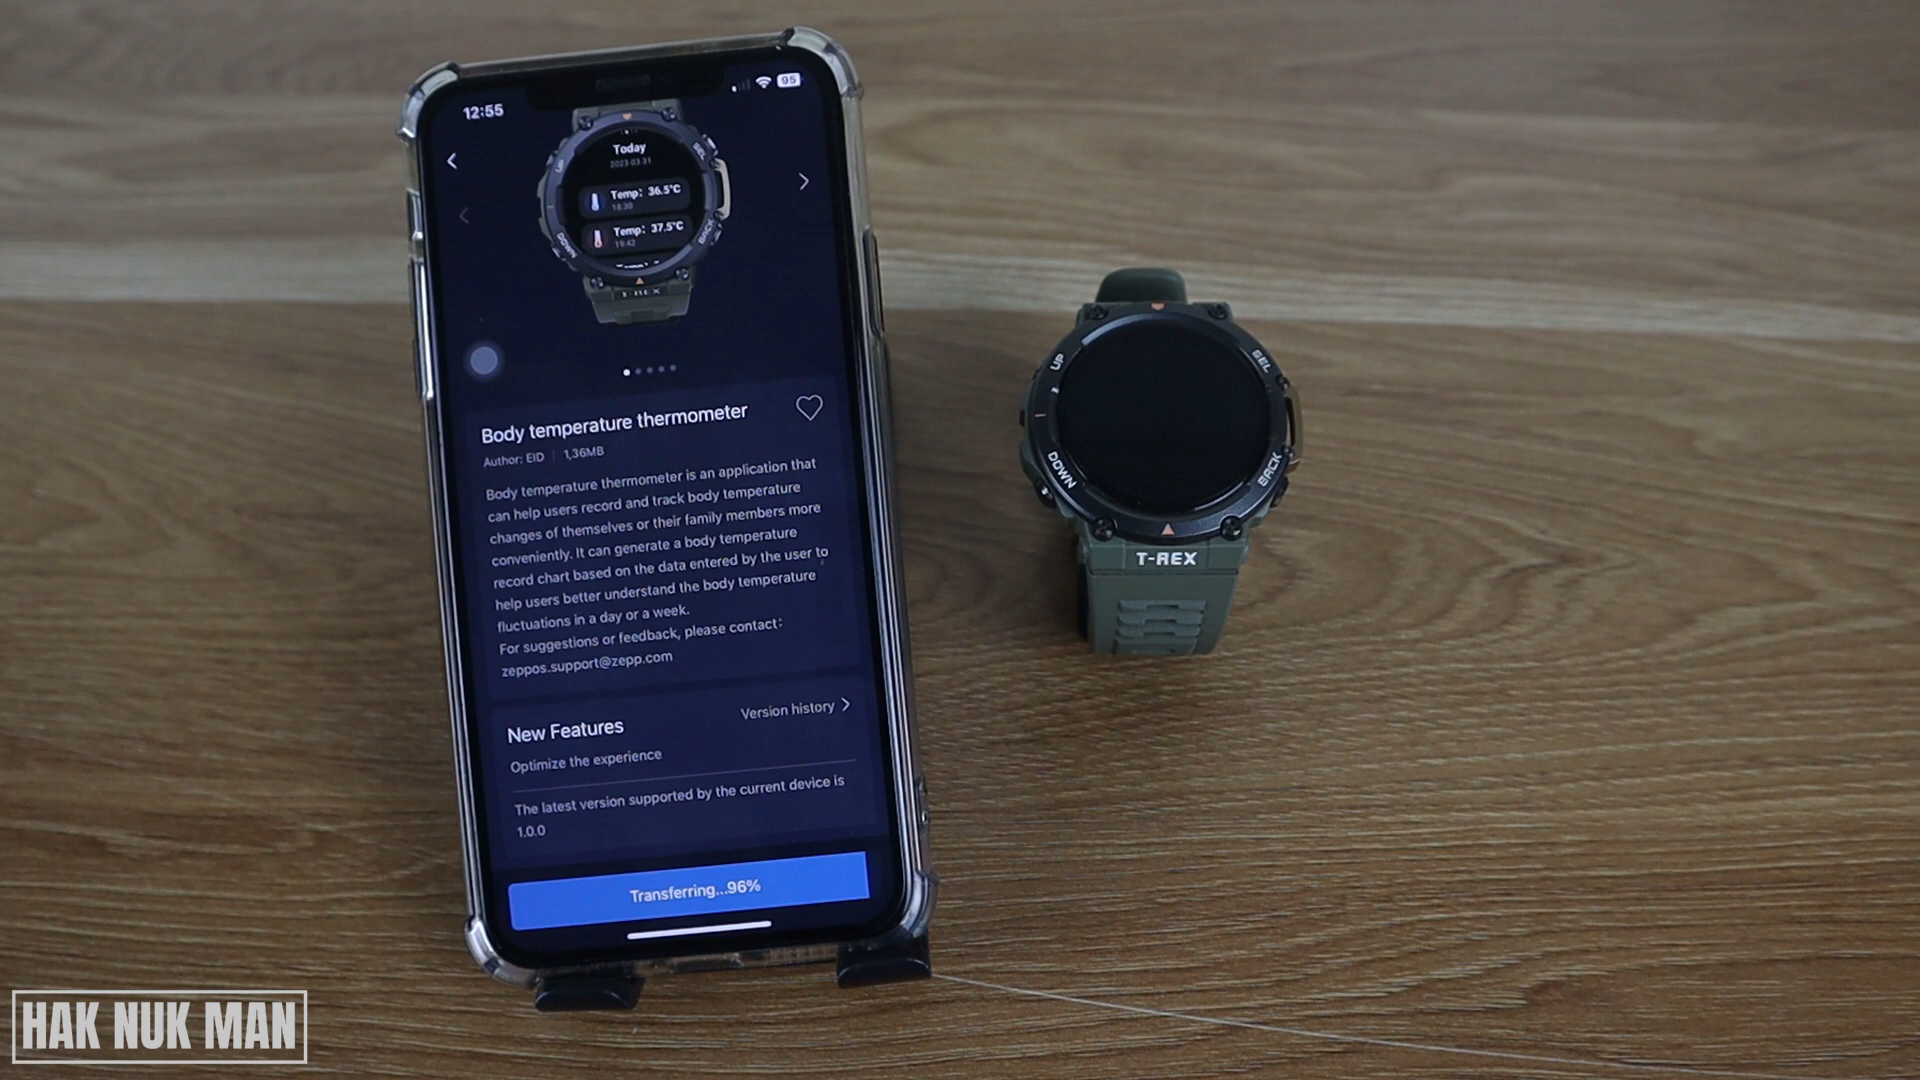 12:55
95
Today
2023 03 31
UP
SEL
Temp: 36.5°C
18:30
Temp: 37.5°C
19:42
DOWN
BACK
T-REX
Body temperature thermometer
Author: EID | 1,36MB
Body temperature thermometer is an application that
can help users record and track body temperature
changes of themselves or their family members more
conveniently. It can generate a body temperature
record chart based on the data entered by the user to
help users better understand the body temperature
fluctuations in a day or a week.
For suggestions or feedback, please contact:
zeppos.support@zepp.com
New Features
Version history
Optimize the experience
The latest version supported by the current device is
1.0.0
Transferring...96%
UP
SEL
DOWN
BACK
T-REX
HAK NUK MAN